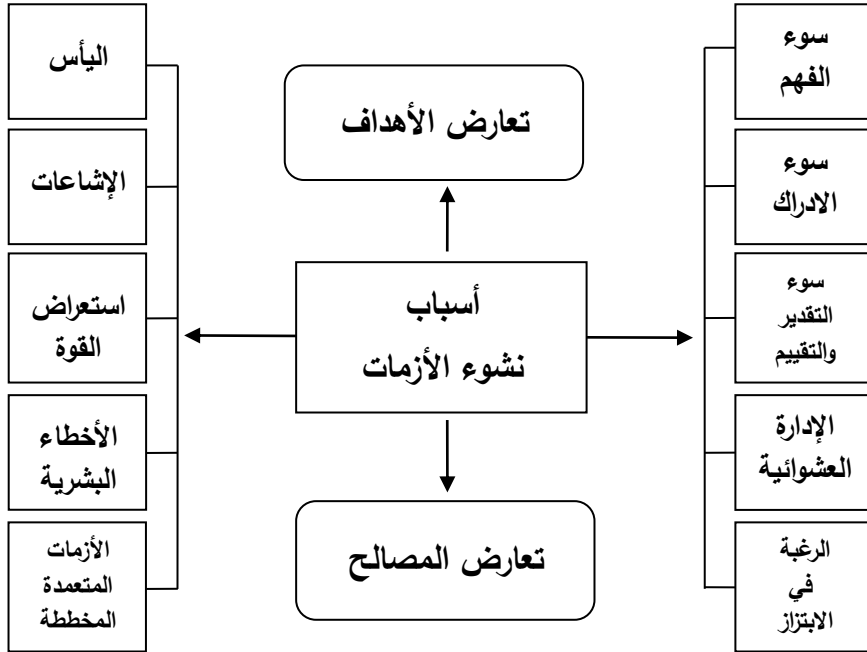 سوء
الفهم
سوء
الادراك
سوء
التقدير
والتقييم
الإدارة
العشوائية
الرغبة
في
الابتزاز
تعارض الأهداف
أسباب
نشوء الأزمات
تعارض المصالح
اليأس
الإشاعات
استعراض
القوة
الأخطاء
البشرية
الأزمات
المتعمدة
المخططة